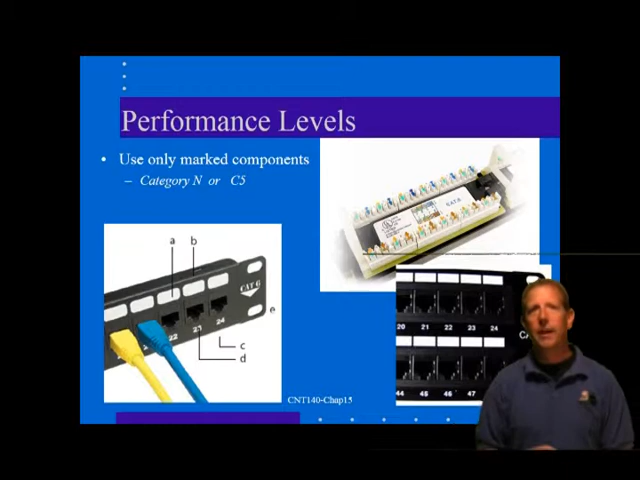 Performance Levels
• Use only marked components
– Category N or C5
CAT 6
a
b
c
d
e
22
23
24
20 21 22 23 24
44 45 46 47
CNT140-Chap15